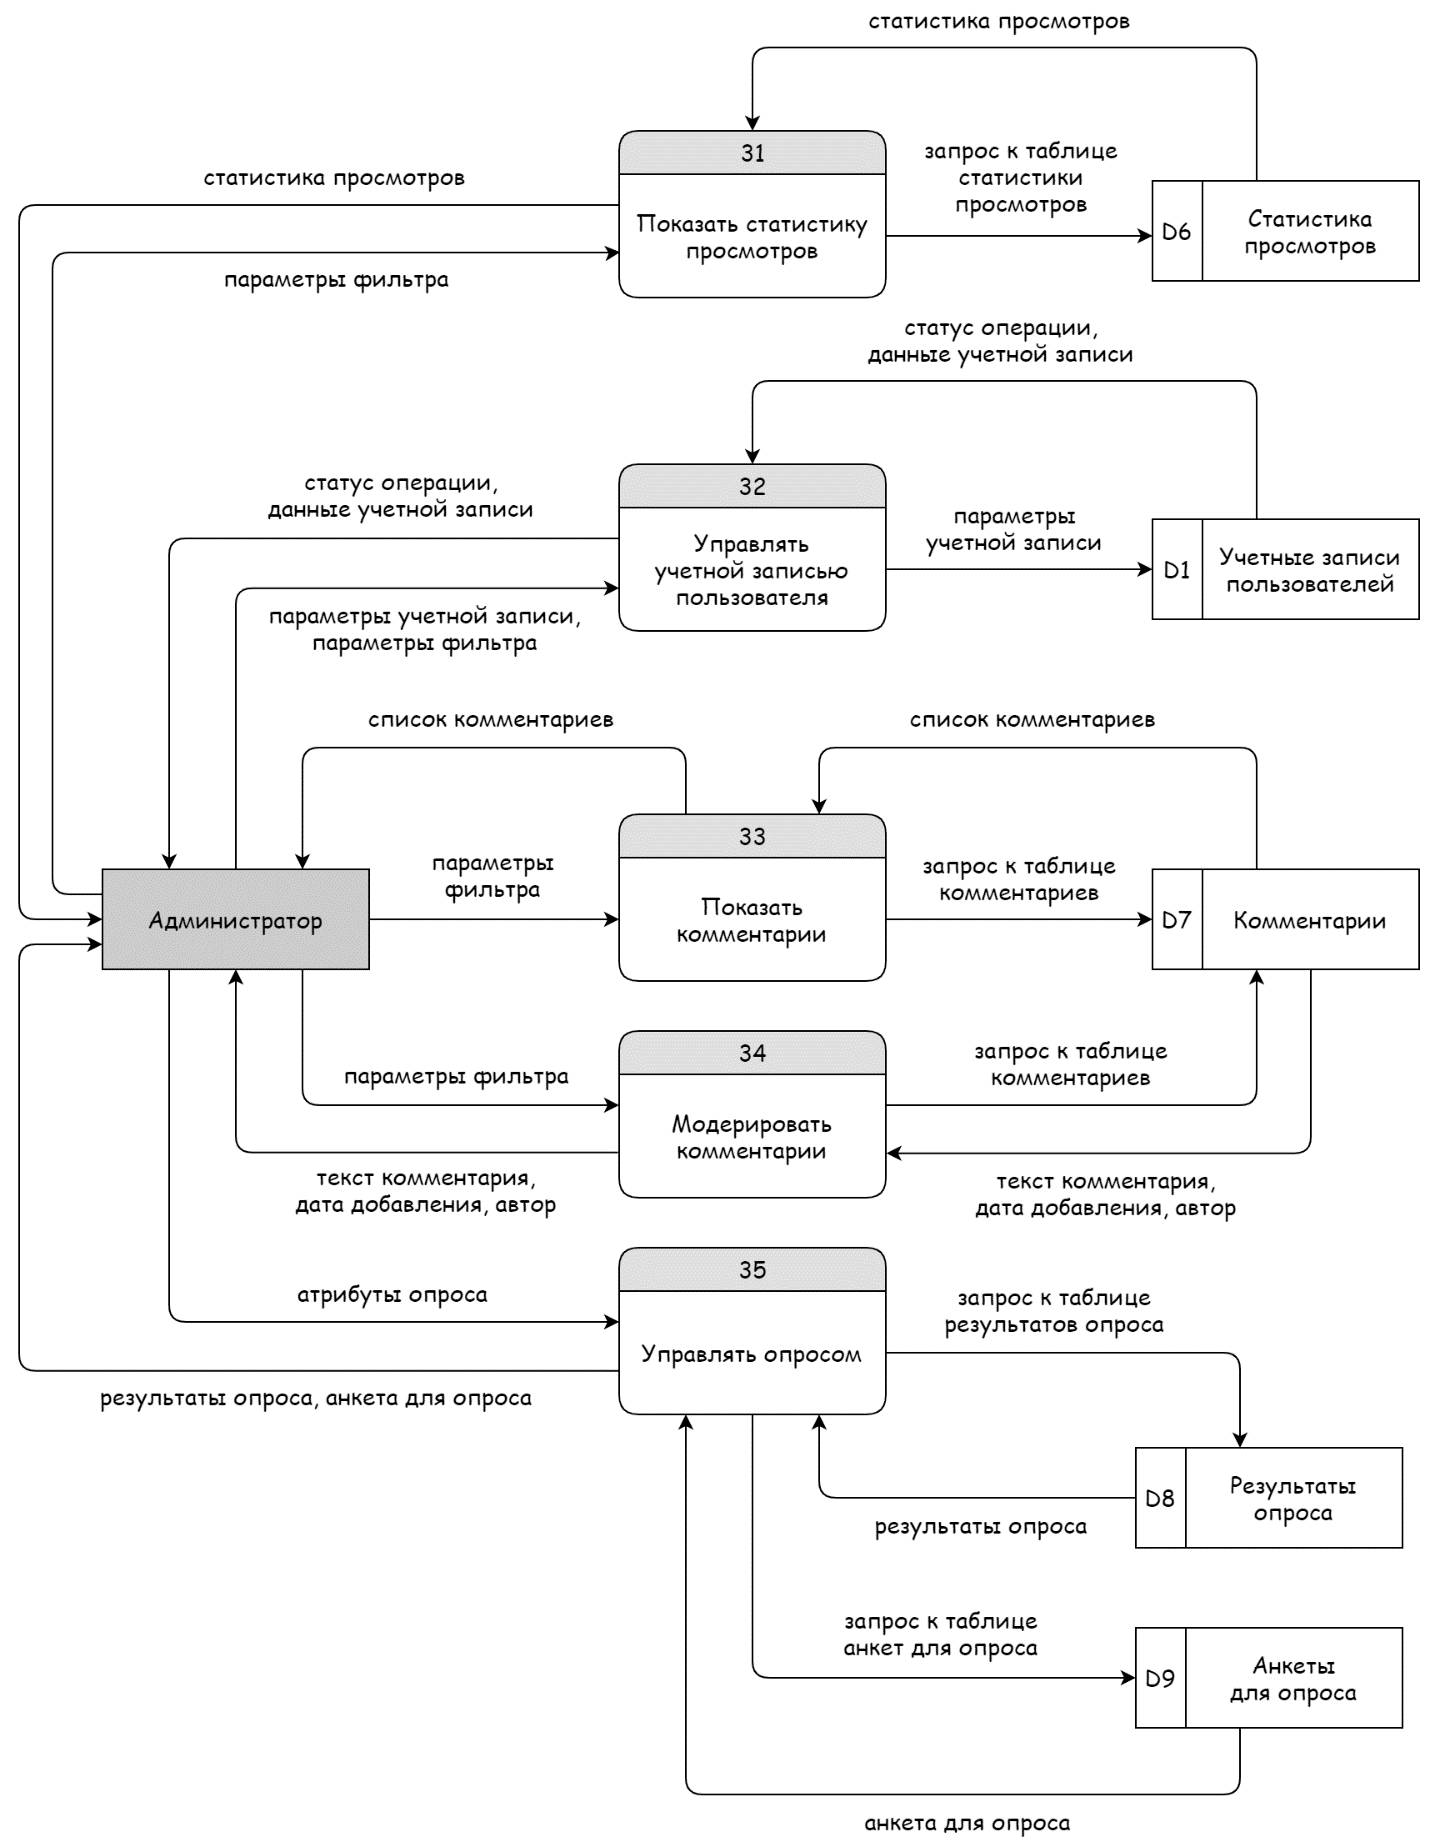 статистика просмотров
31
Показать статистику
просмотров
статистика просмотров
параметры фильтра
запрос к таблице
статистики
просмотров
D6
Статистика
просмотров
статус операции,
данные учетной записи
32
Управлять
учетной записью
пользователя
статус операции,
данные учетной записи
параметры учетной записи,
параметры фильтра
параметры
учетной записи
D1
Учетные записи
пользователей
список комментариев
список комментариев
33
Показать
комментарии
параметры
фильтра
запрос к таблице
комментариев
Администратор
D7
Комментарии
34
Модерировать
комментарии
параметры фильтра
запрос к таблице
комментариев
текст комментария,
дата добавления, автор
текст комментария,
дата добавления, автор
35
Управлять опросом
атрибуты опроса
результаты опроса, анкета для опроса
запрос к таблице
результатов опроса
D8
Результаты
опроса
результаты опроса
запрос к таблице
анкет для опроса
D9
Анкеты
для опроса
анкета для опроса